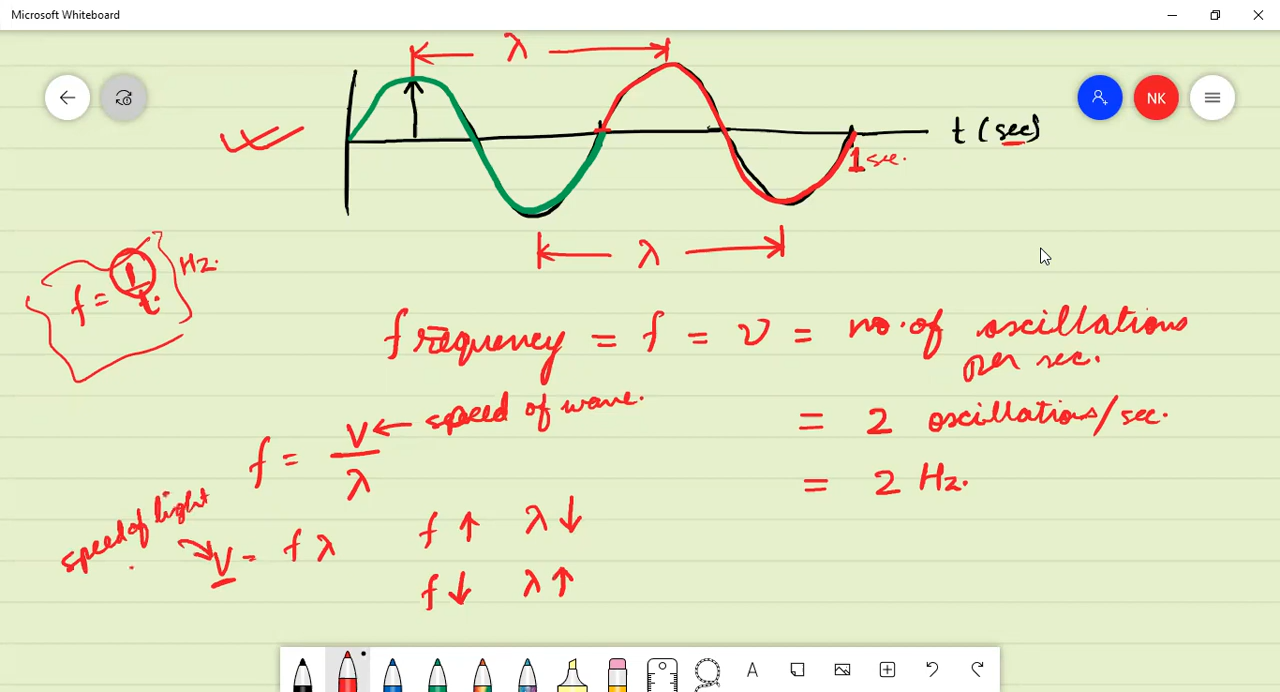 Microsoft Whiteboard
λ
NK
t (sec)
1 sec.
λ
f = 1/t. Hz.
frequency = f = ν = no. of oscillations
per sec.
= 2 oscillations/sec.
= 2 Hz.
f = V/λ ← speed of wave.
speed of light
V = f λ
f ↑ λ ↓
f ↓ λ ↑
A